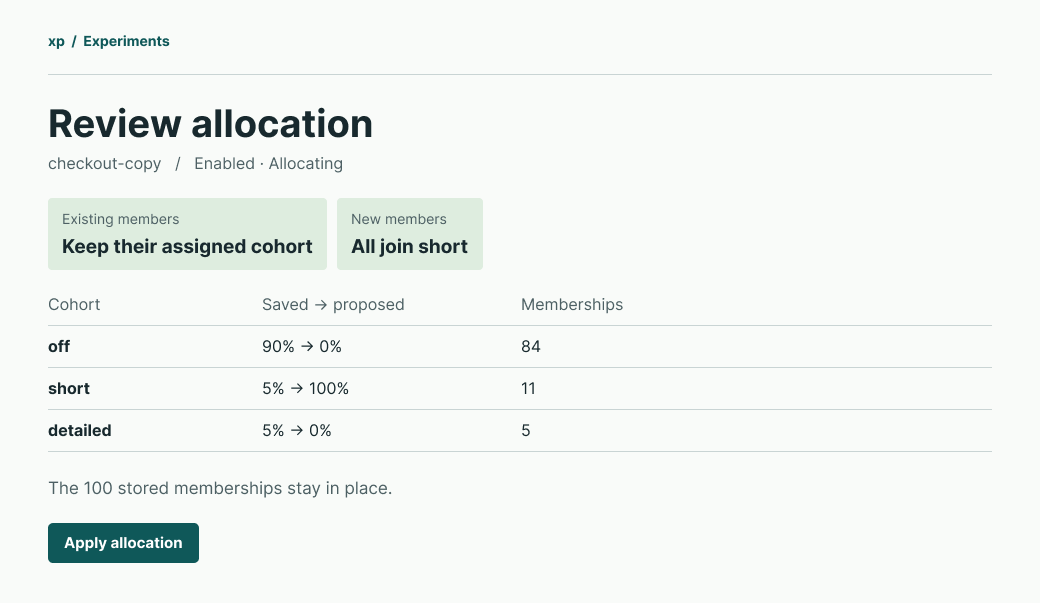 xp / Experiments
Review allocation
checkout-copy / Enabled · Allocating
Existing members
Keep their assigned cohort
New members
All join short
Cohort Saved → proposed Memberships
off 90% → 0% 84
short 5% → 100% 11
detailed 5% → 0% 5
The 100 stored memberships stay in place.
Apply allocation